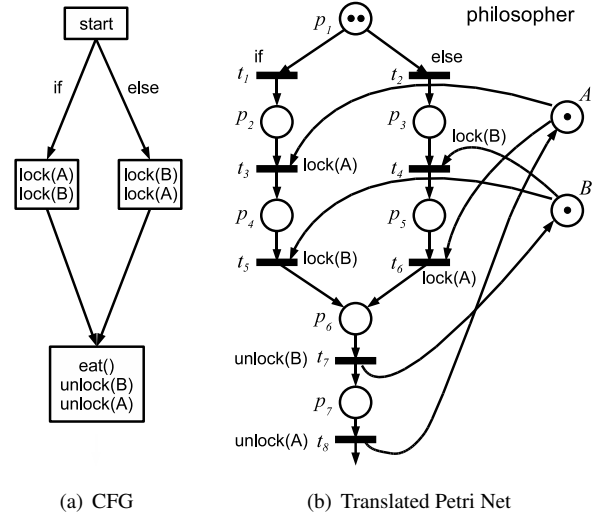 start
if
else
lock(A)
lock(B)
lock(B)
lock(A)
eat()
unlock(B)
unlock(A)
(a) CFG
philosopher
p1
if
else
t1
t2
A
p2
p3
lock(B)
t3
lock(A)
t4
B
p4
p5
lock(B)
t5
t6
lock(A)
p6
unlock(B)
t7
p7
unlock(A)
t8
(b) Translated Petri Net